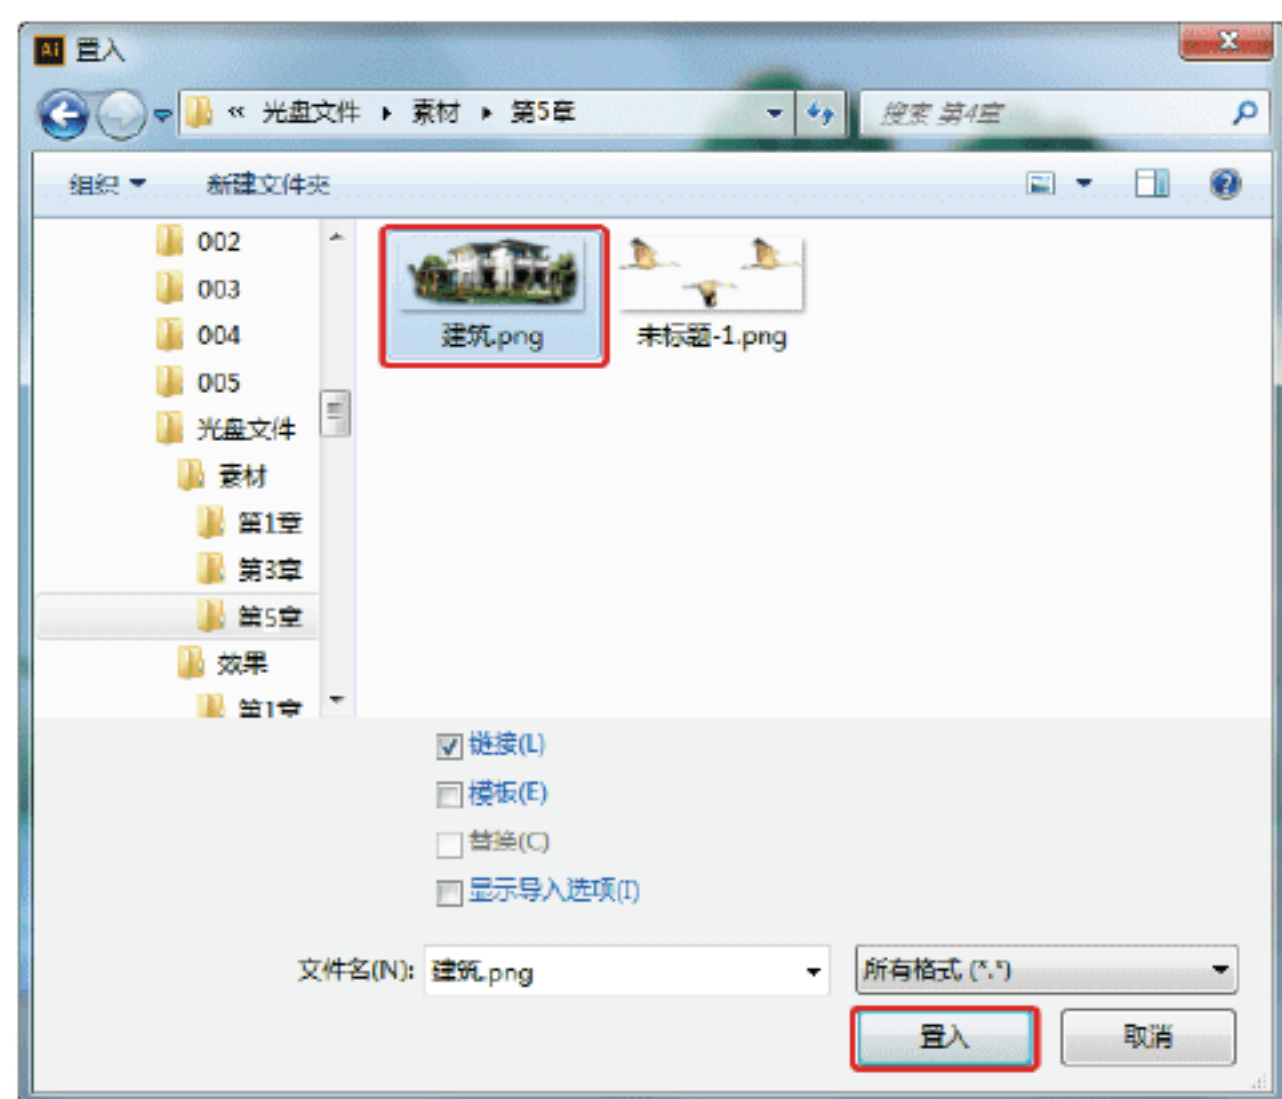 Ai 置入
« 光盘文件 ▸ 素材 ▸ 第5章
搜索 第4章
组织 新建文件夹
002
003
004
005
光盘文件
素材
第1章
第3章
第5章
效果
第1章
建筑.png
未标题-1.png
链接(L)
模板(E)
替换(C)
显示导入选项(I)
文件名(N): 建筑.png 所有格式 (*.*)
置入 取消